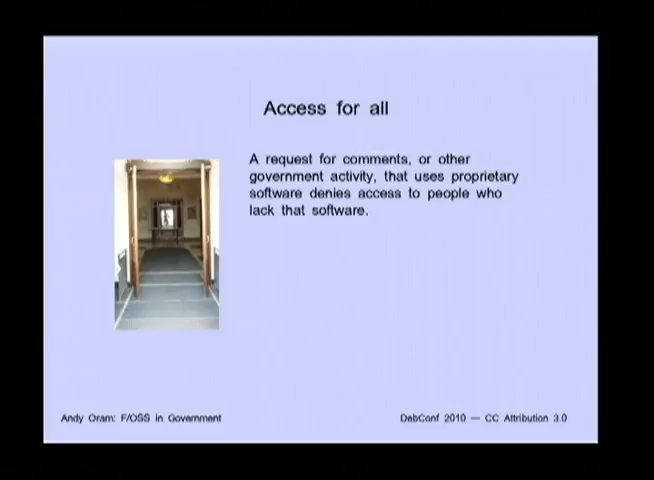 Access for all
A request for comments, or other
government activity, that uses proprietary
software denies access to people who
lack that software.
Andy Oram: F/OSS in Government
DebConf 2010 — CC Attribution 3.0